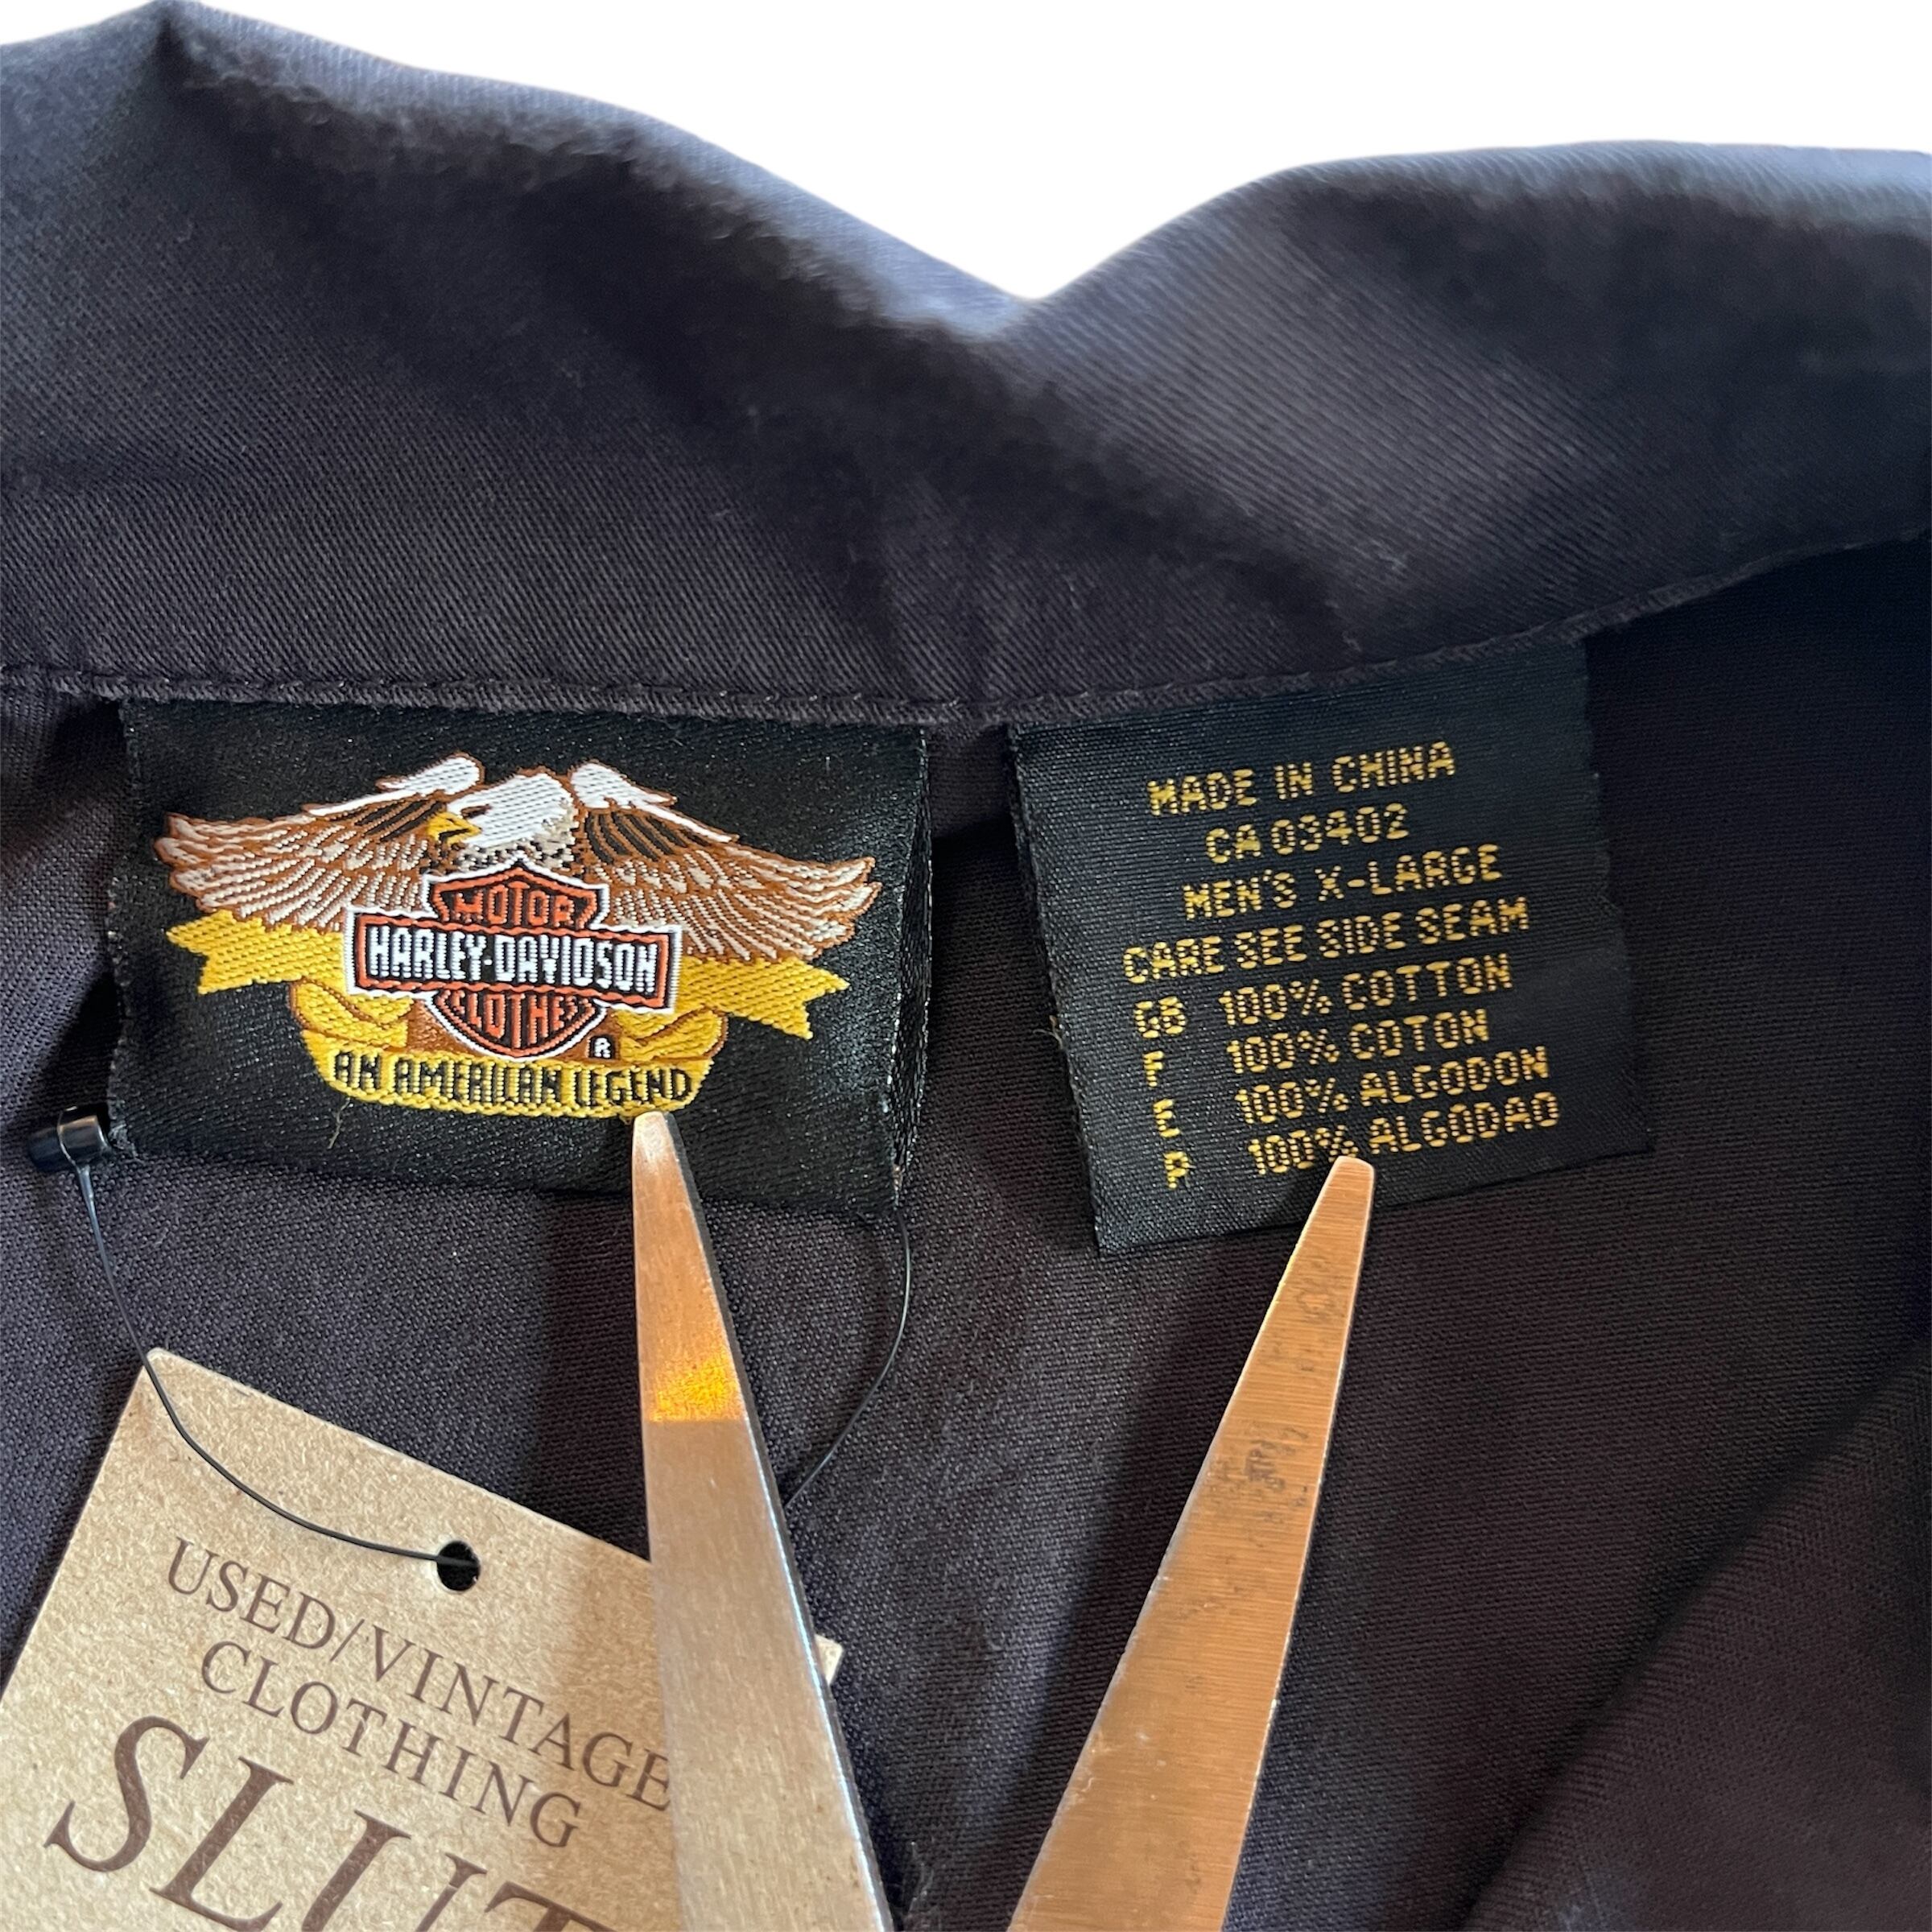 MOTOR
HARLEY-DAVIDSON
CLOTHES
®
AN AMERICAN LEGEND
MADE IN CHINA
CA 03402
MEN'S X-LARGE
CARE SEE SIDE SEAM
GB 100% COTTON
F 100% COTON
E 100% ALGODON
P 100% ALGODAO
USED/VINTAGE
CLOTHING